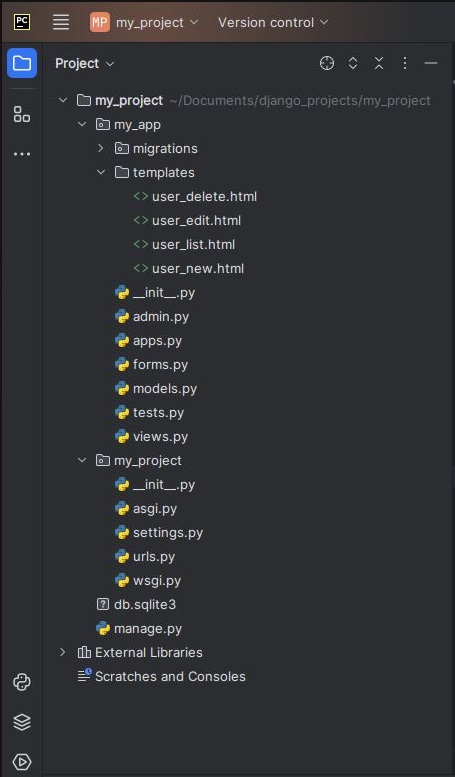 PC MP my_project Version control
Project
my_project ~/Documents/django_projects/my_project
my_app
migrations
templates
<> user_delete.html
<> user_edit.html
<> user_list.html
<> user_new.html
__init__.py
admin.py
apps.py
forms.py
models.py
tests.py
views.py
my_project
__init__.py
asgi.py
settings.py
urls.py
wsgi.py
? db.sqlite3
manage.py
External Libraries
Scratches and Consoles